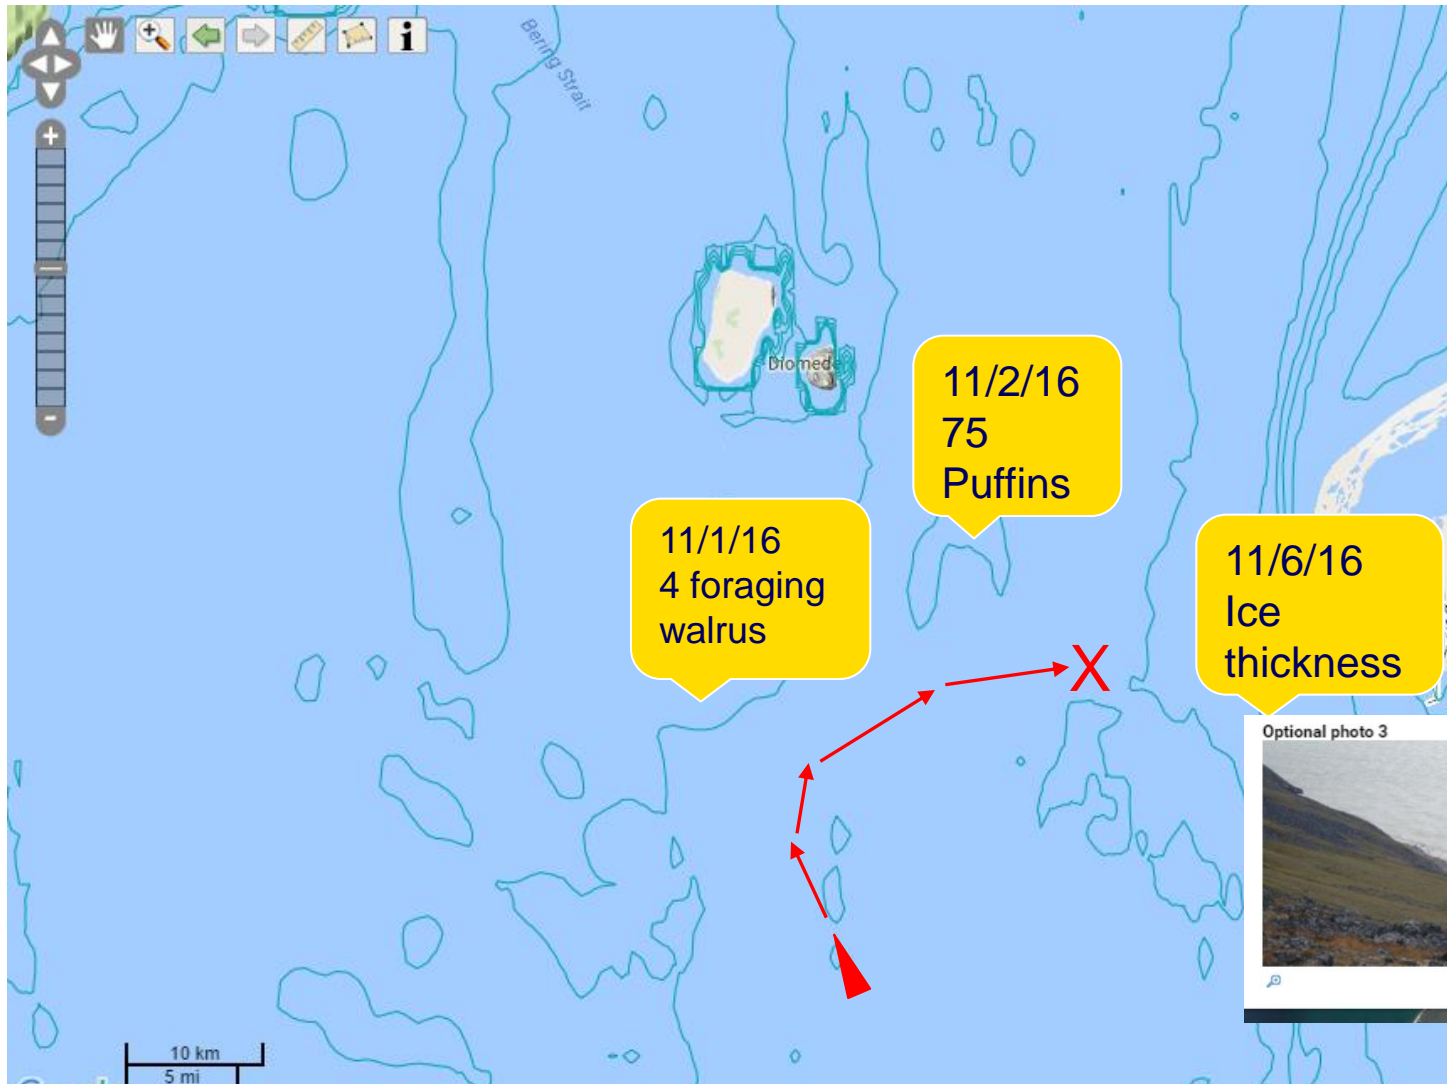 Bering Strait
Diomede
11/2/16
75
Puffins
11/1/16
4 foraging
walrus
11/6/16
Ice
thickness
X
Optional photo 3
10 km
5 mi